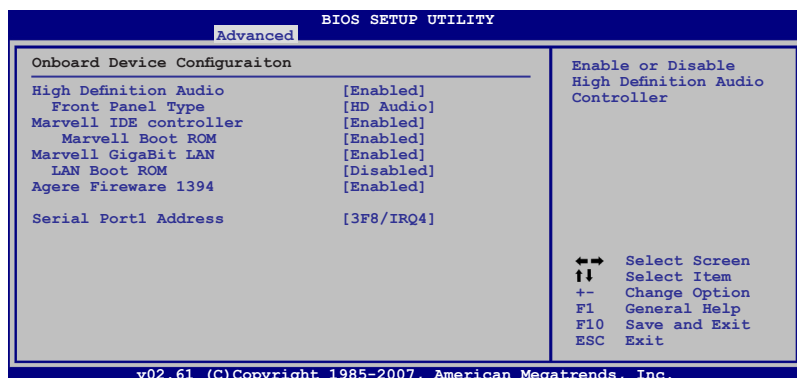 BIOS SETUP UTILITY
Advanced
Onboard Device Configuraiton
High Definition Audio [Enabled]
Front Panel Type [HD Audio]
Marvell IDE controller [Enabled]
Marvell Boot ROM [Enabled]
Marvell GigaBit LAN [Enabled]
LAN Boot ROM [Disabled]
Agere Fireware 1394 [Enabled]
Serial Port1 Address [3F8/IRQ4]
Enable or Disable
High Definition Audio
Controller
←→ Select Screen
↑↓ Select Item
+- Change Option
F1 General Help
F10 Save and Exit
ESC Exit
v02.61 (C)Copyright 1985-2007, American Megatrends, Inc.